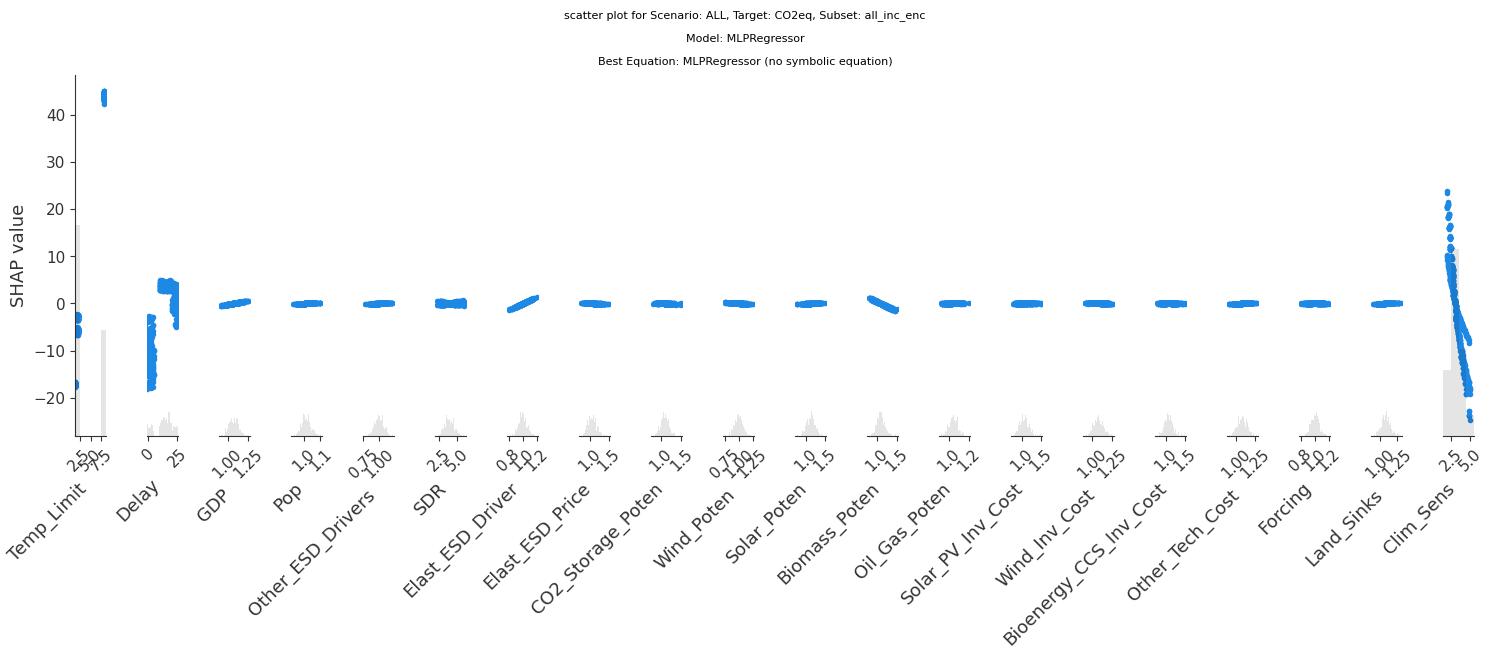 scatter plot for Scenario: ALL, Target: CO2eq, Subset: all_inc_enc
Model: MLPRegressor
Best Equation: MLPRegressor (no symbolic equation)
SHAP value
40
30
20
10
0
−10
−20
2.5 5.0 7.5
0 25
1.00 1.25
1.0 1.1
0.75 1.00
2.5 5.0
0.8 1.0 1.2
1.0 1.5
1.0 1.5
0.75 1.00 1.25
1.0 1.5
1.0 1.5
1.0 1.2
1.0 1.5
1.00 1.25
1.0 1.5
1.00 1.25
0.8 1.0 1.2
1.00 1.25
2.5 5.0
Temp_Limit
Delay
GDP
Pop
Other_ESD_Drivers
SDR
Elast_ESD_Driver
Elast_ESD_Price
CO2_Storage_Poten
Wind_Poten
Solar_Poten
Biomass_Poten
Oil_Gas_Poten
Solar_PV_Inv_Cost
Wind_Inv_Cost
Bioenergy_CCS_Inv_Cost
Other_Tech_Cost
Forcing
Land_Sinks
Clim_Sens